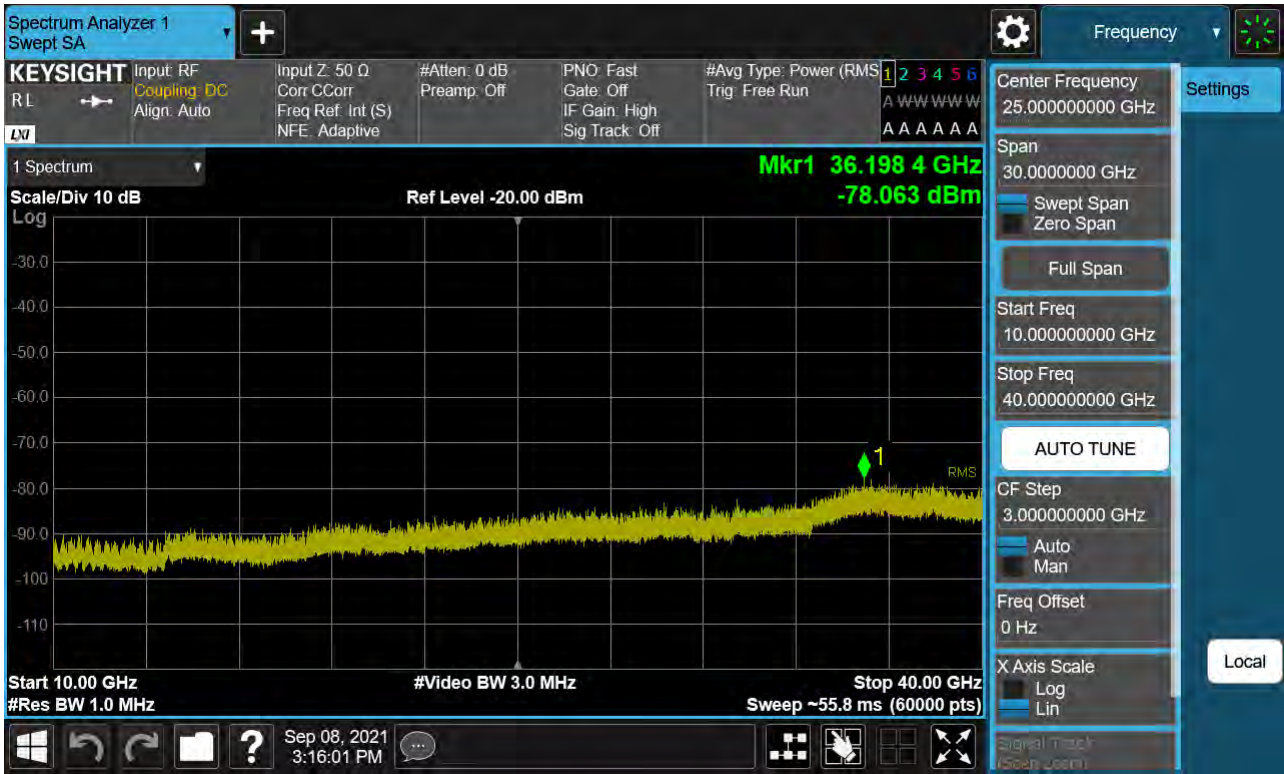 Spectrum Analyzer 1
Swept SA
+
Frequency
KEYSIGHT
RL
LXI
Input: RF
Coupling: DC
Align: Auto
Input Z: 50 Ω
Corr CCorr
Freq Ref: Int (S)
NFE: Adaptive
#Atten: 0 dB
Preamp: Off
PNO: Fast
Gate: Off
IF Gain: High
Sig Track: Off
#Avg Type: Power (RMS
Trig: Free Run
1 2 3 4 5 6
A W W W W W
A A A A A A
1 Spectrum
Scale/Div 10 dB
Ref Level -20.00 dBm
Mkr1 36.198 4 GHz
-78.063 dBm
Log
-30.0
-40.0
-50.0
-60.0
-70.0
-80.0
-90.0
-100
-110
1
RMS
Start 10.00 GHz
#Video BW 3.0 MHz
Stop 40.00 GHz
#Res BW 1.0 MHz
Sweep ~55.8 ms (60000 pts)
Center Frequency
25.000000000 GHz
Settings
Span
30.0000000 GHz
Swept Span
Zero Span
Full Span
Start Freq
10.000000000 GHz
Stop Freq
40.000000000 GHz
AUTO TUNE
CF Step
3.000000000 GHz
Auto
Man
Freq Offset
0 Hz
X Axis Scale
Log
Lin
Signal Track
(Span Zoom)
Local
?
Sep 08, 2021
3:16:01 PM